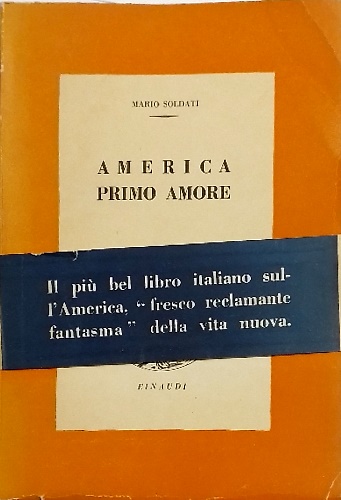 MARIO SOLDATI
AMERICA
PRIMO AMORE
Il più bel libro italiano sul-
l'America, "fresco reclamante
fantasma" della vita nuova.
EINAUDI